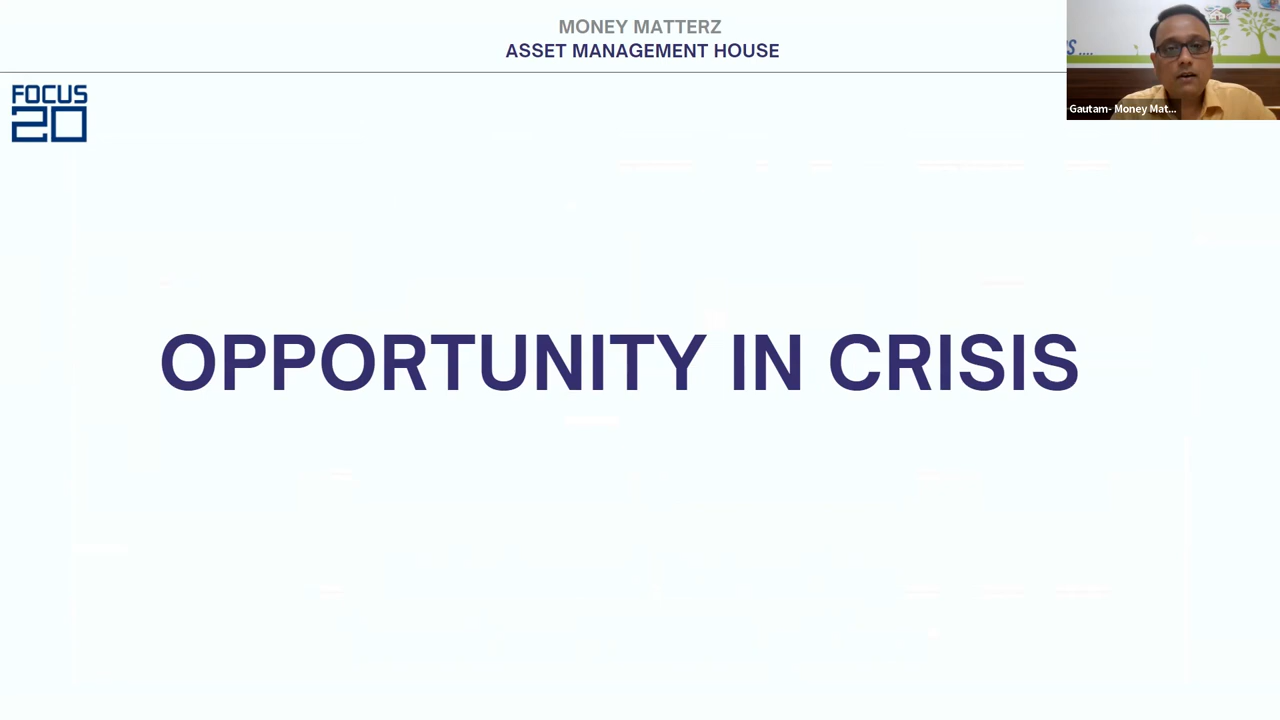 MONEY MATTERZ
ASSET MANAGEMENT HOUSE
FOCUS
20
S ....
Gautam- Money Mat...
OPPORTUNITY IN CRISIS